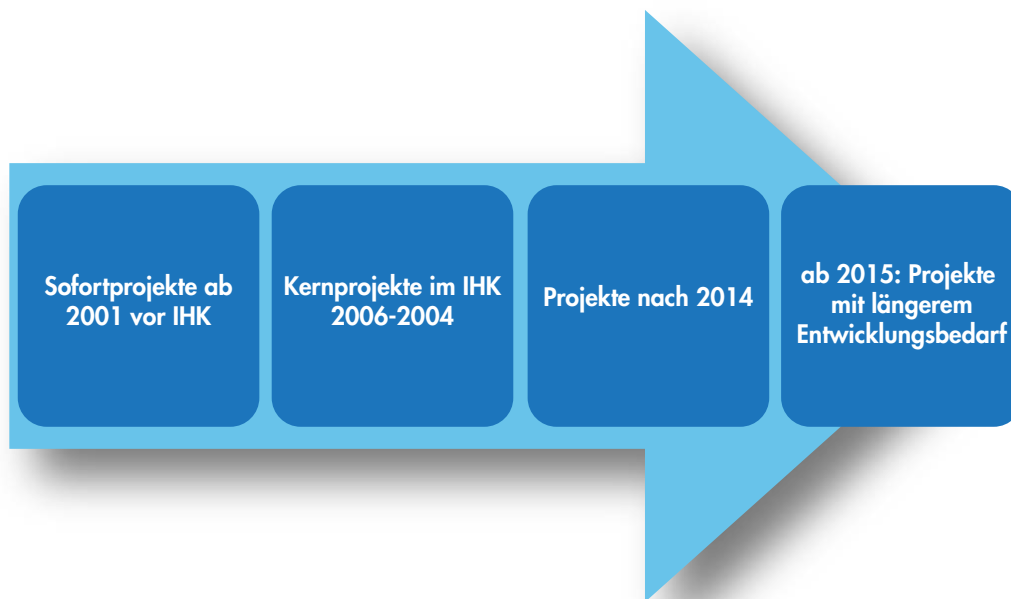 Sofortprojekte ab
2001 vor IHK
Kernprojekte im IHK
2006-2004
Projekte nach 2014
ab 2015: Projekte
mit längerem
Entwicklungsbedarf